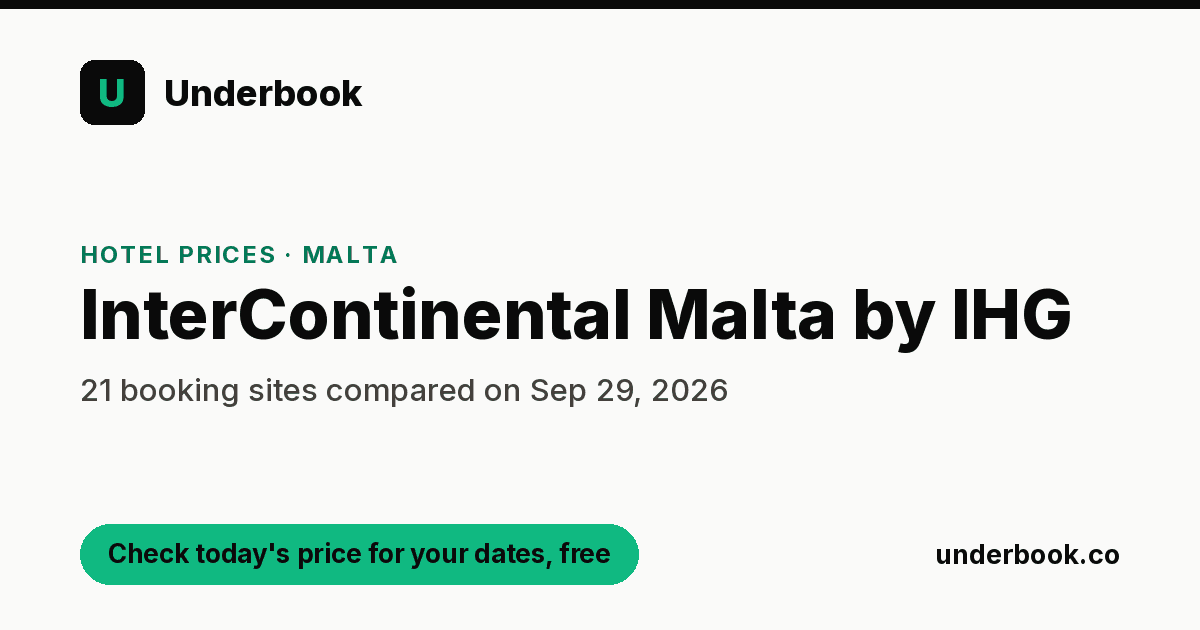 U Underbook
HOTEL PRICES · MALTA
InterContinental Malta by IHG
21 booking sites compared on Sep 29, 2026
Check today's price for your dates, free
underbook.co